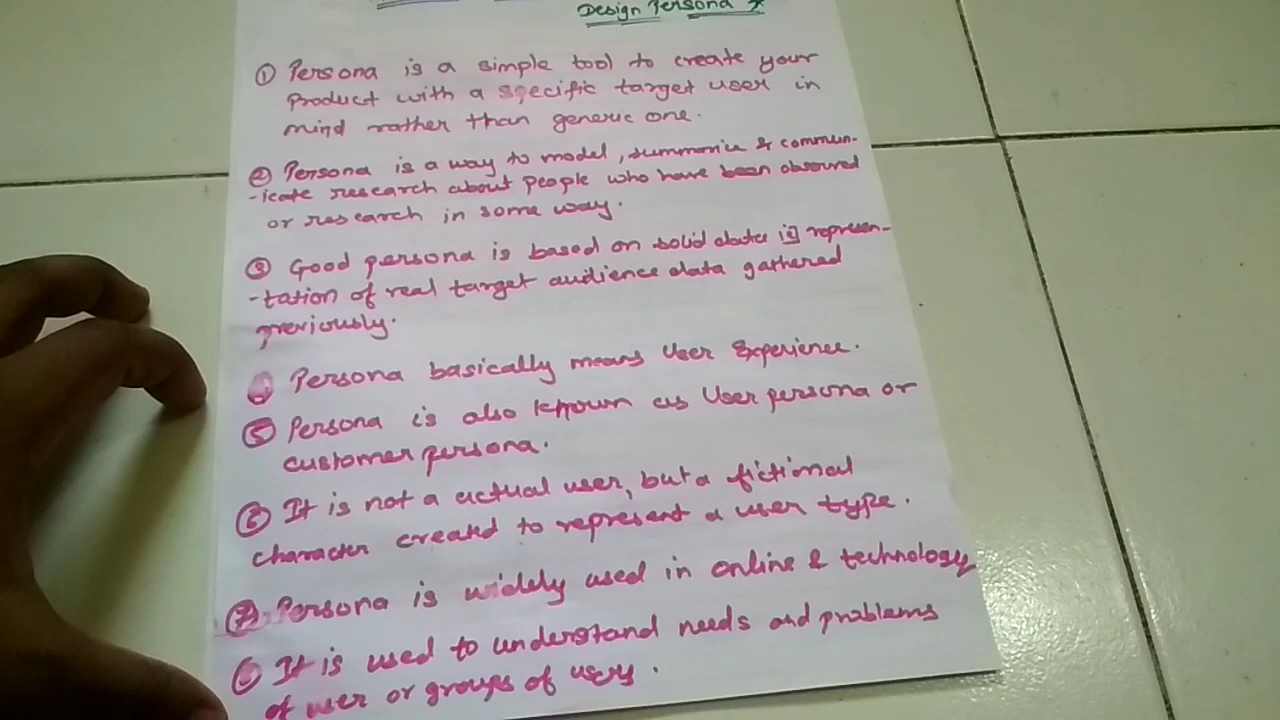 Design Persona
① Persona is a simple tool to create your
Product with a specific target user in
mind rather than generic one.
② Persona is a way to model, summarize & commun-
-icate research about people who have been observed
or research in some way.
③ Good persona is based on solid data represen-
-tation of real target audience data gathered
previously.
Persona basically means User Experience.
⑤ Persona is also known as User persona or
customer persona.
⑥ It is not a actual user, but a fictional
character created to represent a user type.
⑦ Persona is widely used in online & technology
It is used to understand needs and problems
of user or groups of users.